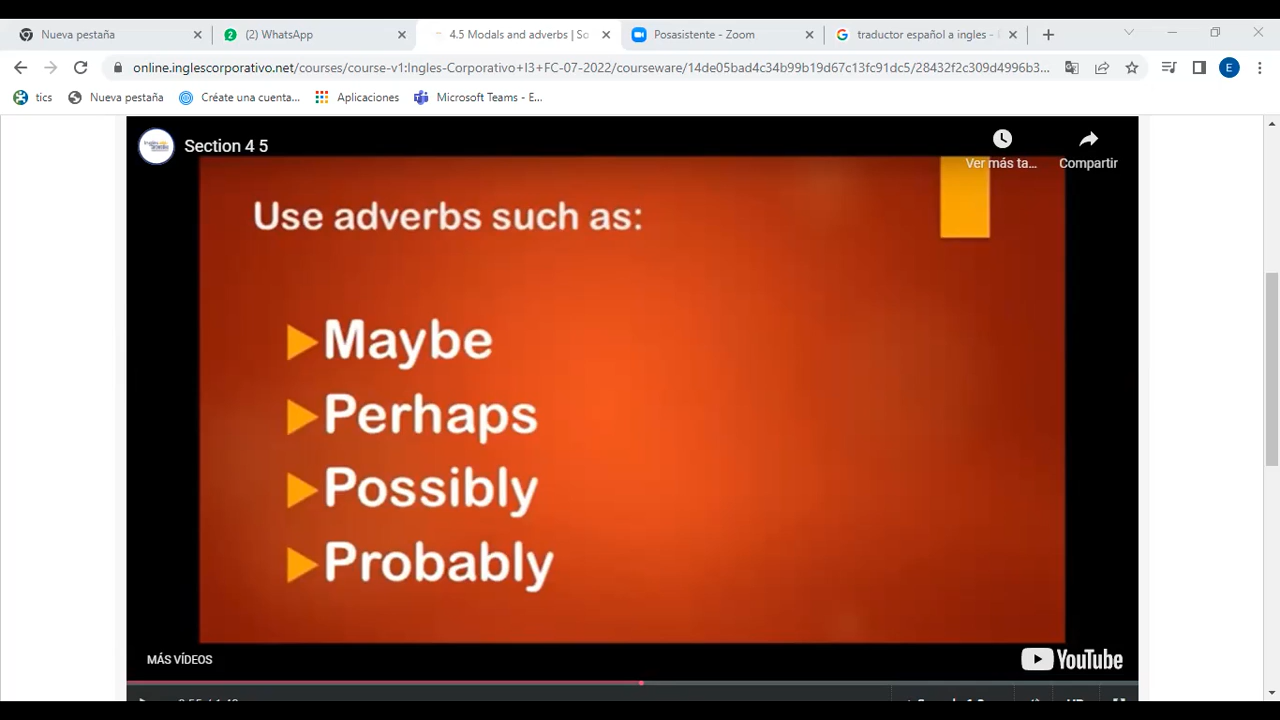 Nueva pestaña
2
(2) WhatsApp
4.5 Modals and adverbs | So
Posasistente - Zoom
traductor español a ingles -
online.inglescorporativo.net/courses/course-v1:Ingles-Corporativo+I3+FC-07-2022/courseware/14de05bad4c34b99b19d67c13fc91dc5/28432f2c309d4996b3...
E
tics
Nueva pestaña
Créate una cuenta...
Aplicaciones
Microsoft Teams - E...
Section 4 5
Ver más ta...
Compartir
Use adverbs such as:
Maybe
Perhaps
Possibly
Probably
MÁS VÍDEOS
YouTube